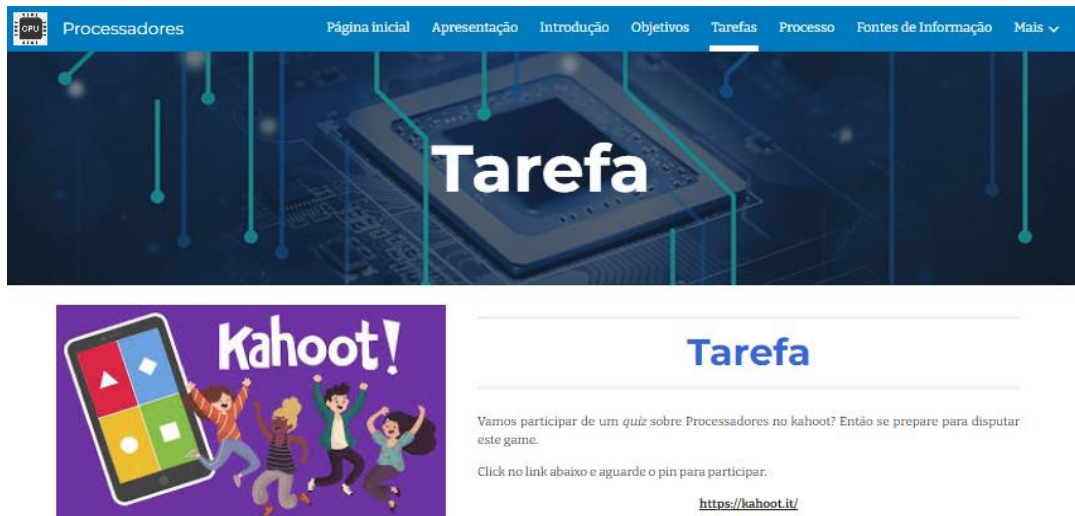 CPU
Processadores
Página inicial Apresentação Introdução Objetivos Tarefas Processo Fontes de Informação Mais
Tarefa
Kahoot!
Tarefa
Vamos participar de um quiz sobre Processadores no kahoot? Então se prepare para disputar
este game.
Click no link abaixo e aguarde o pin para participar.
https://kahoot.it/